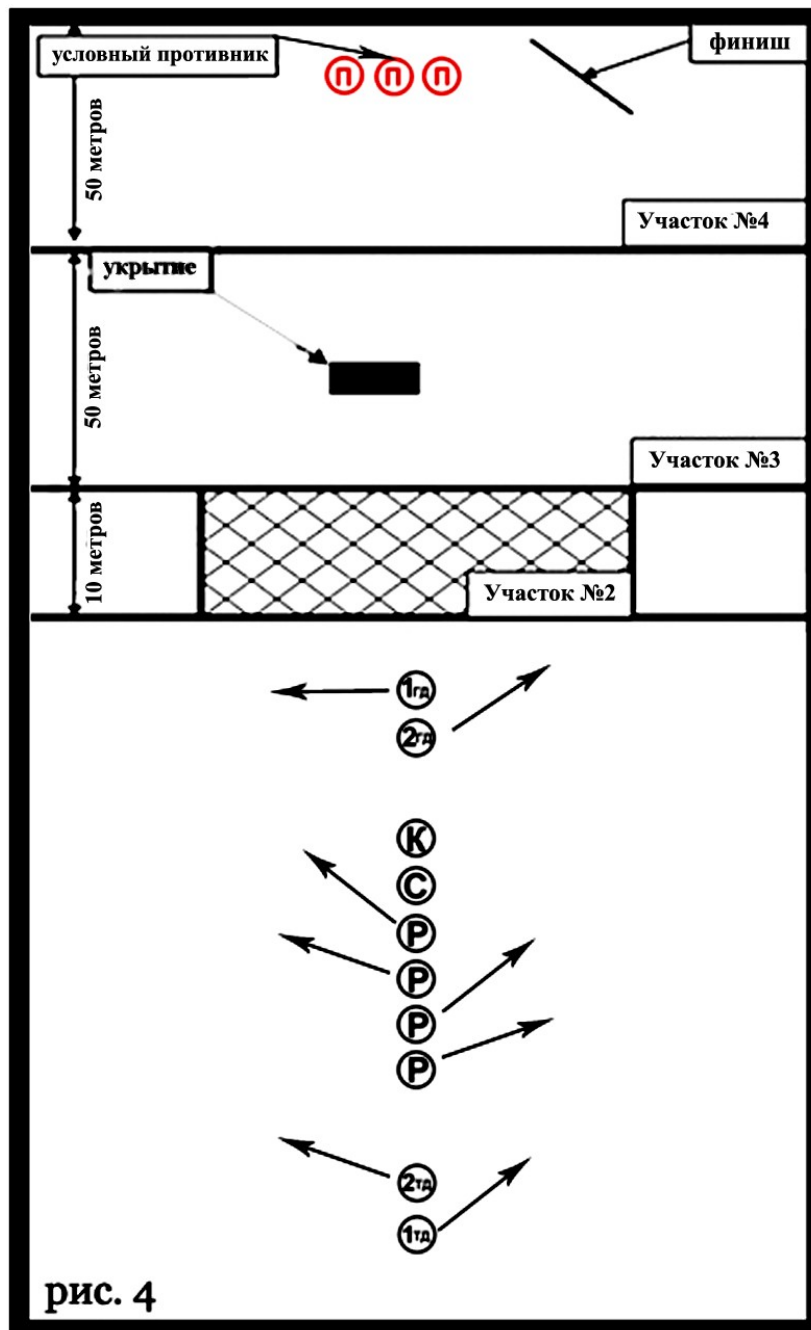 условный противник
финиш
П П П
50 метров
Участок №4
укрытие
50 метров
Участок №3
10 метров
Участок №2
1гд
2гд
К
С
Р
Р
Р
Р
2тд
1тд
рис. 4